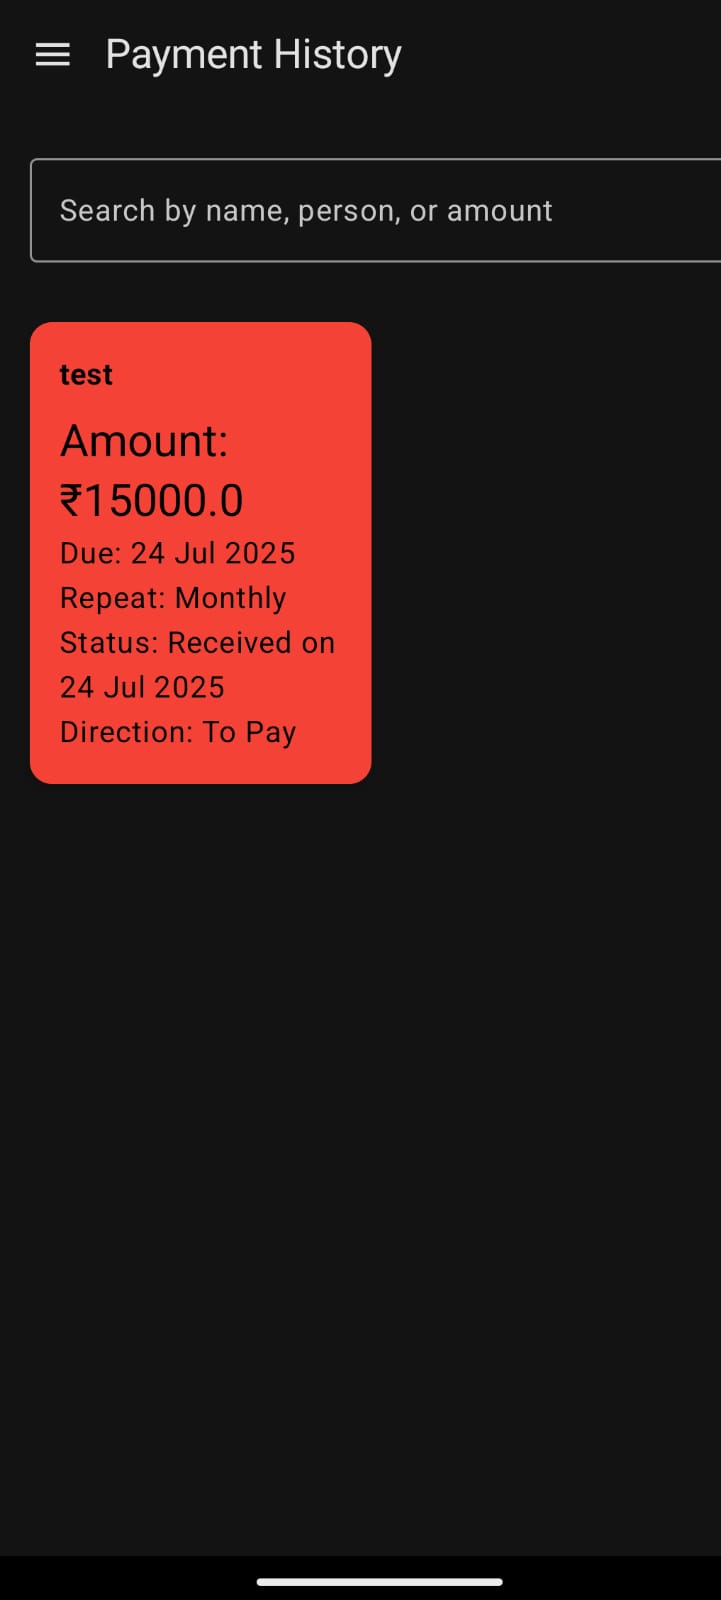 Payment History
Search by name, person, or amount
test
Amount:
₹15000.0
Due: 24 Jul 2025
Repeat: Monthly
Status: Received on
24 Jul 2025
Direction: To Pay